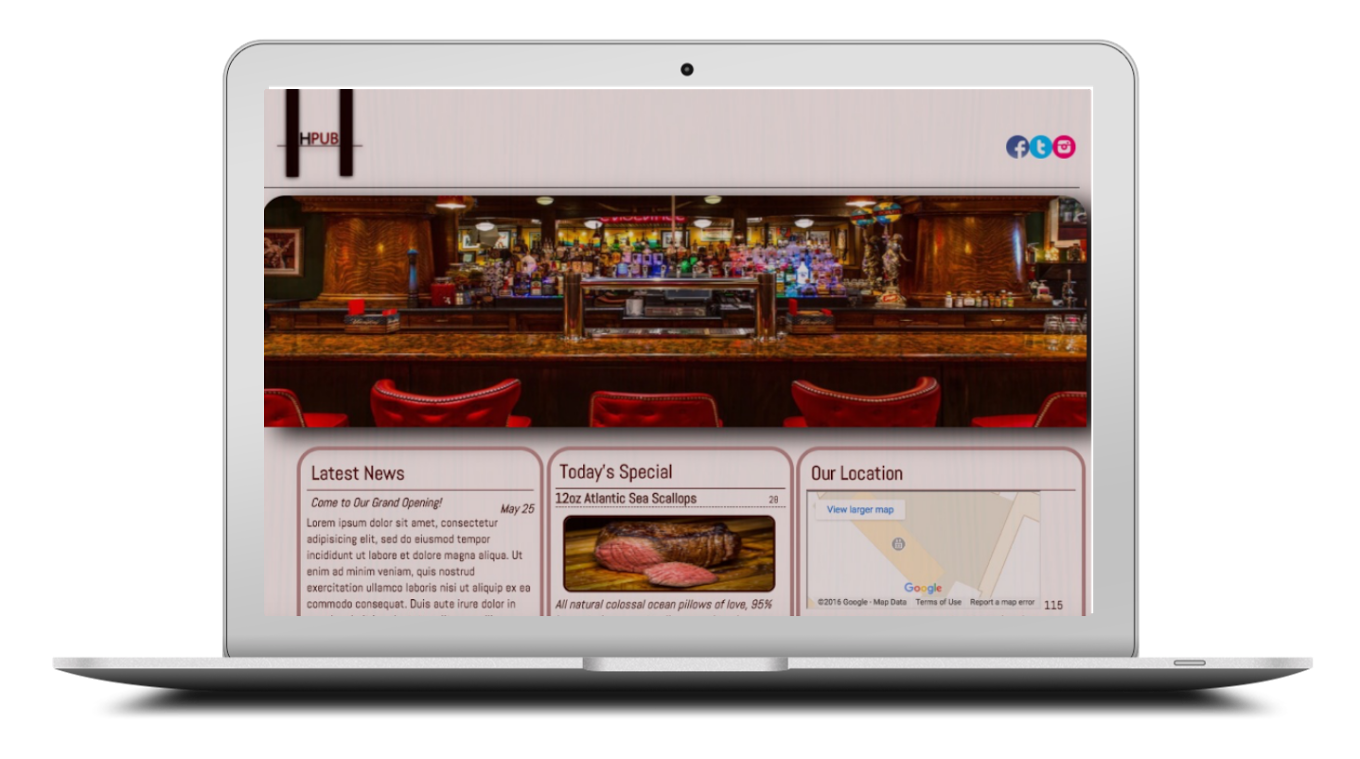 HPUB
Latest News
Come to Our Grand Opening!
May 25
Lorem ipsum dolor sit amet, consectetur
adipisicing elit, sed do eiusmod tempor
incididunt ut labore et dolore magna aliqua. Ut
enim ad minim veniam, quis nostrud
exercitation ullamco laboris nisi ut aliquip ex ea
commodo consequat. Duis aute irure dolor in
Today's Special
12oz Atlantic Sea Scallops 28
All natural colossal ocean pillows of love, 95%
Our Location
View larger map
Google
©2016 Google - Map Data Terms of Use Report a map error
115